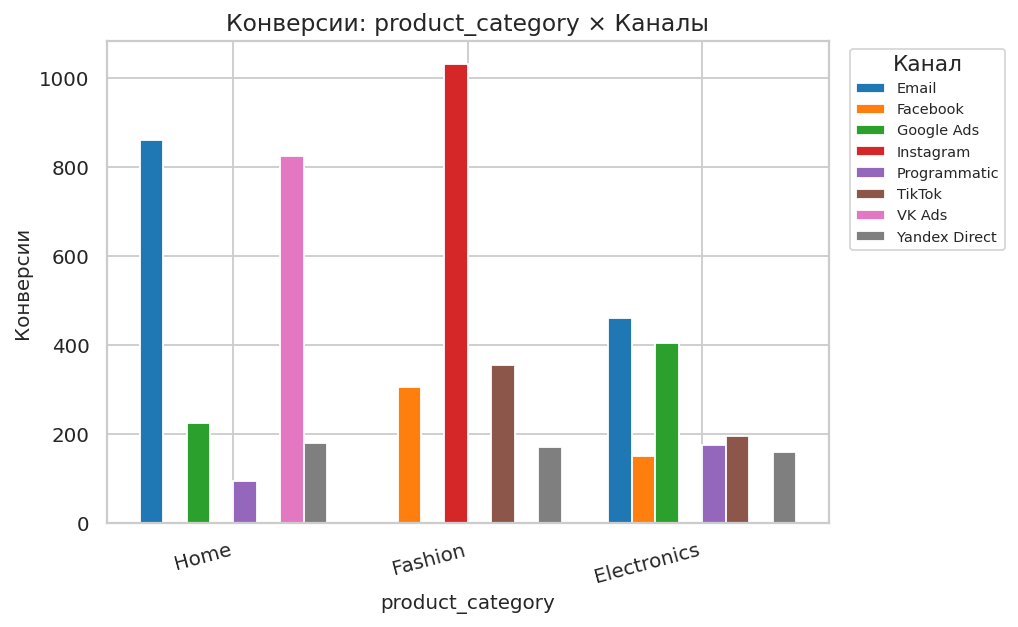 Конверсии: product_category × Каналы
Конверсии
1000
800
600
400
200
0
Home
Fashion
Electronics
product_category
Канал
Email
Facebook
Google Ads
Instagram
Programmatic
TikTok
VK Ads
Yandex Direct